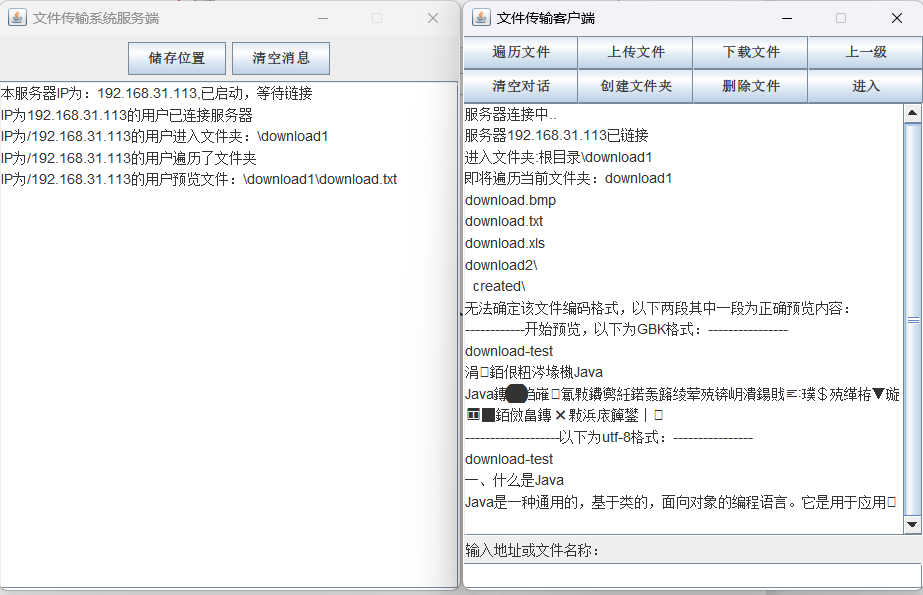 文件传输系统服务端
储存位置 清空消息
本服务器IP为：192.168.31.113,已启动，等待链接
IP为192.168.31.113的用户已连接服务器
IP为/192.168.31.113的用户进入文件夹：\download1
IP为/192.168.31.113的用户遍历了文件夹
IP为/192.168.31.113的用户预览文件：\download1\download.txt
文件传输客户端
遍历文件 上传文件 下载文件 上一级
清空对话 创建文件夹 删除文件 进入
服务器连接中..
服务器192.168.31.113已链接
进入文件夹:根目录\download1
即将遍历当前文件夹：download1
download.bmp
download.txt
download.xls
download2\
created\
无法确定该文件编码格式，以下两段其中一段为正确预览内容：
------------开始预览，以下为GBK格式：----------------
download-test
Java
Java
-------------------以下为utf-8格式：----------------
download-test
一、什么是Java
Java是一种通用的，基于类的，面向对象的编程语言。它是用于应用
输入地址或文件名称：